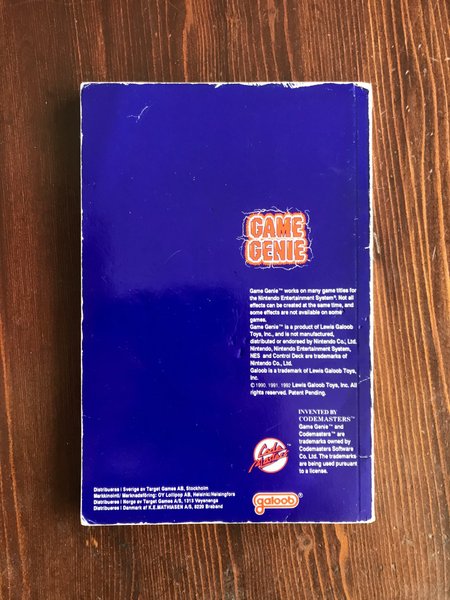 GAME
GENIE
Game Genie™ works on many game titles for
the Nintendo Entertainment System®. Not all
effects can be created at the same time, and
some effects are not available on some
games.
Game Genie™ is a product of Lewis Galoob
Toys, Inc., and is not manufactured,
distributed or endorsed by Nintendo Co., Ltd.
Nintendo, Nintendo Entertainment System,
NES and Control Deck are trademarks of
Nintendo Co., Ltd.
Galoob is a trademark of Lewis Galoob Toys,
Inc.
© 1990, 1991, 1992 Lewis Galoob Toys, Inc. All
rights reserved. Patent Pending.
INVENTED BY
CODEMASTERS™
Game Genie™ and
Codemasters™ are
trademarks owned by
Codemasters Software
Co. Ltd. The trademarks
are being used pursuant
to a license.
Code
Masters™
galoob®
Distribueras i Sverige av Target Games AB, Stockholm
Merkkinointi/ Marknadsföring: OY Lollipop AB, Helsinki/Helsingfors
Distribueres i Norge av Target Games A/S, 1315 Vøyenenga
Distribueres i Danmark af K.E.MATHIASEN A/S, 8220 Braband